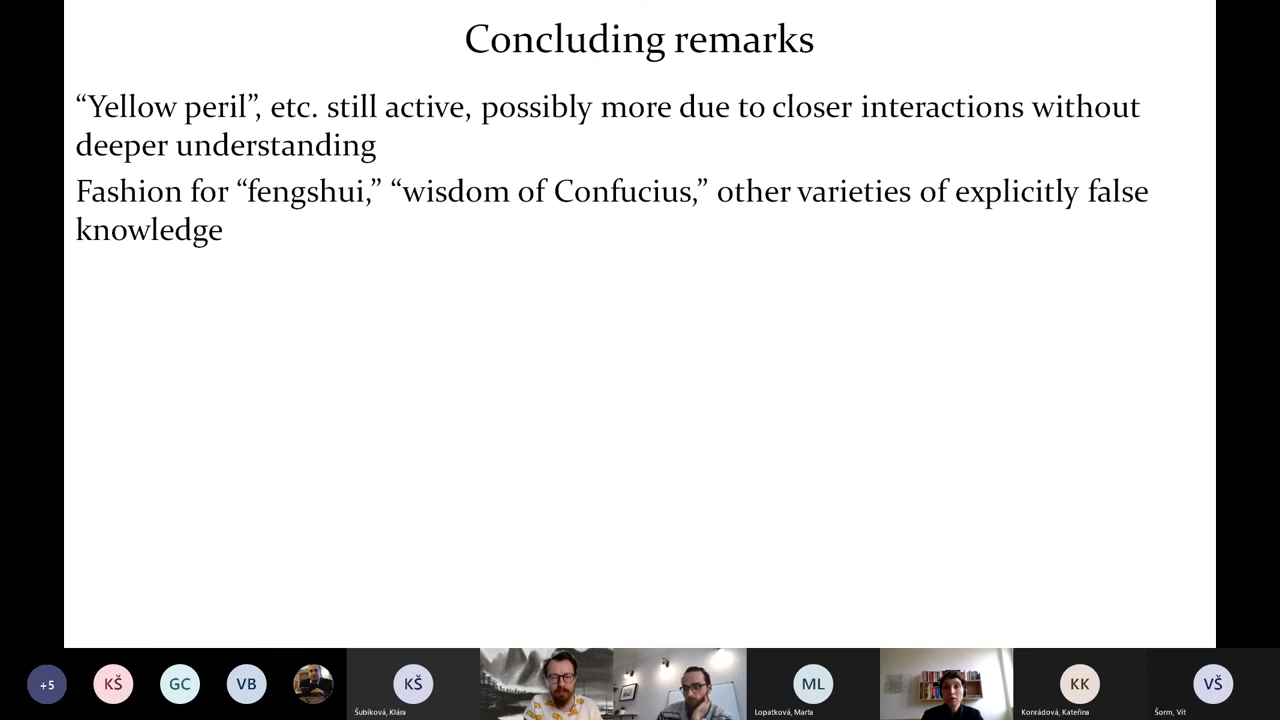 Concluding remarks
“Yellow peril”, etc. still active, possibly more due to closer interactions without
deeper understanding
Fashion for “fengshui,” “wisdom of Confucius,” other varieties of explicitly false
knowledge
+5
KŠ
GC
VB
KŠ
Šubíková, Klára
ML
Lopatková, Marta
KK
Konrádová, Kateřina
VŠ
Šorm, Vít